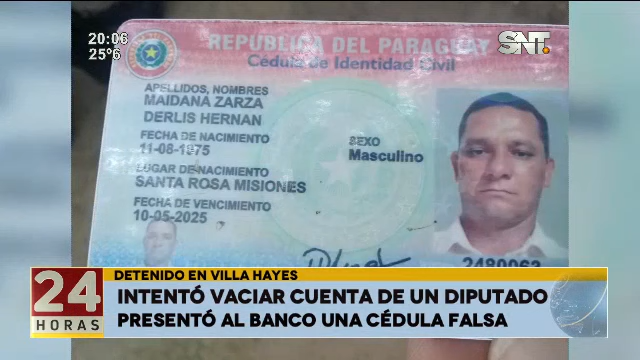 20:06
25°6
SNT.
REPÚBLICA DEL PARAGUAY
Cédula de Identidad Civil
APELLIDOS, NOMBRES
MAIDANA ZARZA
DERLIS HERNAN
FECHA DE NACIMIENTO
11-08-1975
SEXO
Masculino
LUGAR DE NACIMIENTO
SANTA ROSA MISIONES
FECHA DE VENCIMIENTO
10-05-2025
24
HORAS
DETENIDO EN VILLA HAYES
INTENTÓ VACIAR CUENTA DE UN DIPUTADO
PRESENTÓ AL BANCO UNA CÉDULA FALSA